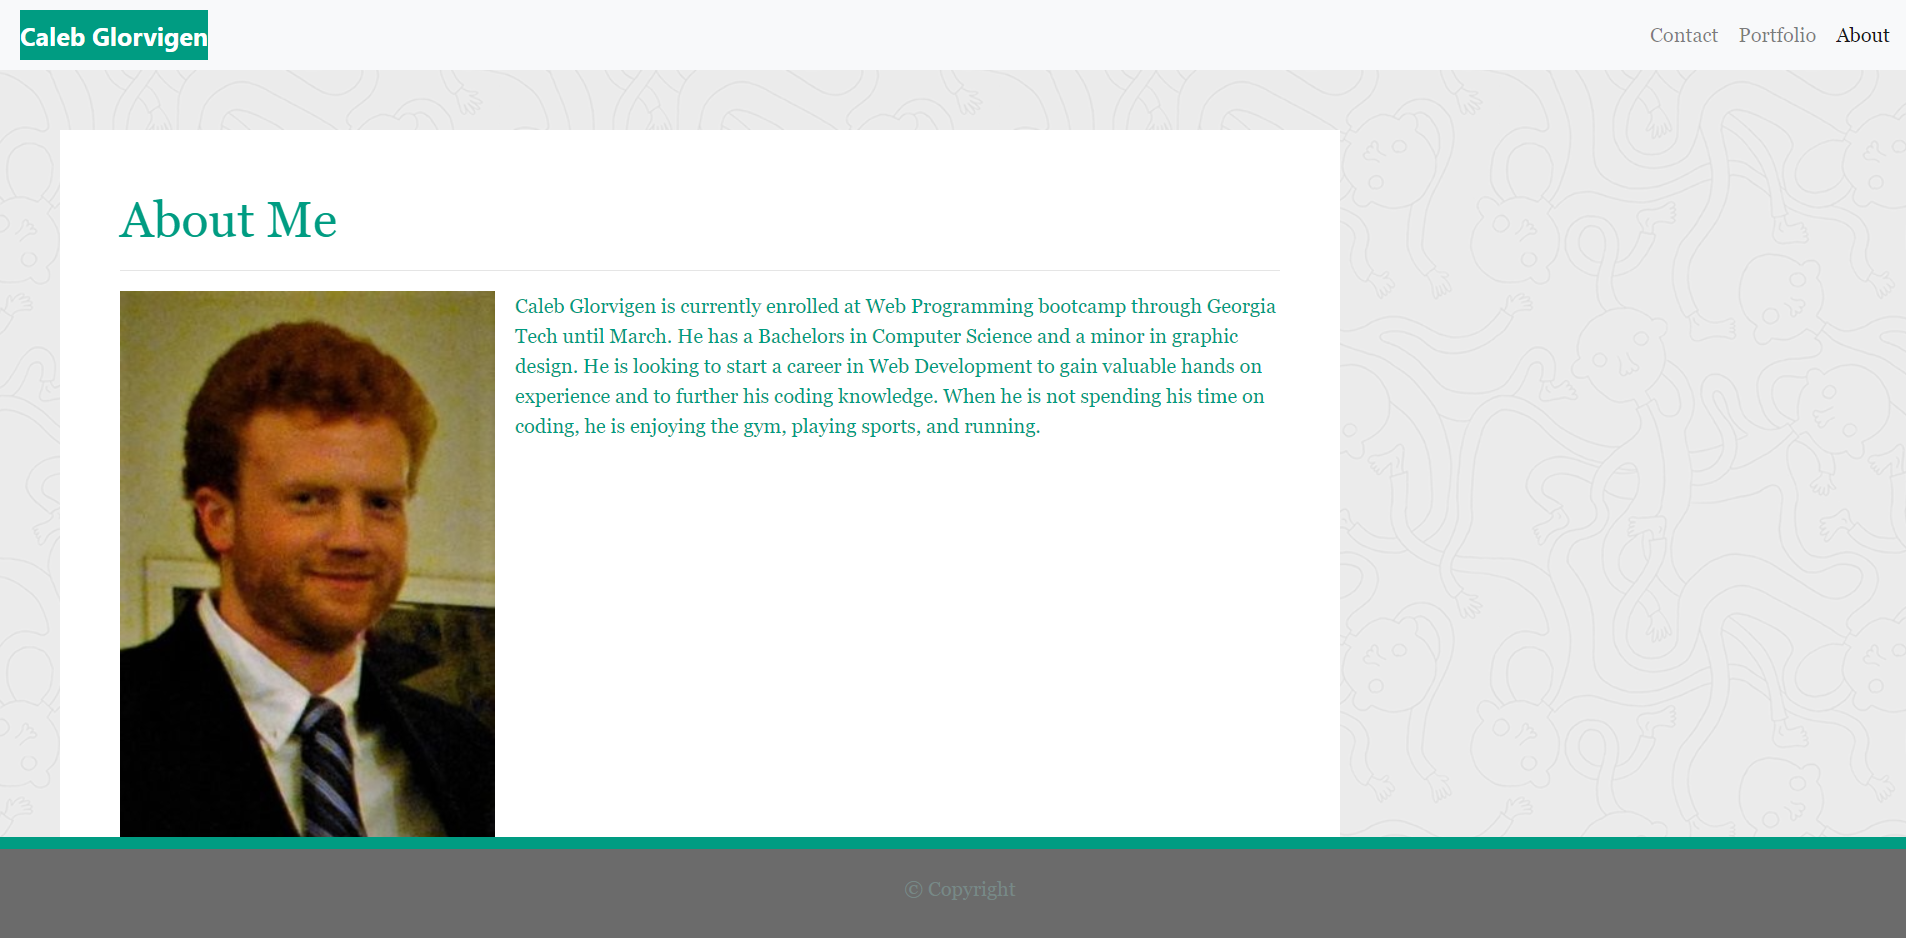 Caleb Glorvigen
Contact Portfolio About
About Me
Caleb Glorvigen is currently enrolled at Web Programming bootcamp through Georgia
Tech until March. He has a Bachelors in Computer Science and a minor in graphic
design. He is looking to start a career in Web Development to gain valuable hands on
experience and to further his coding knowledge. When he is not spending his time on
coding, he is enjoying the gym, playing sports, and running.
© Copyright